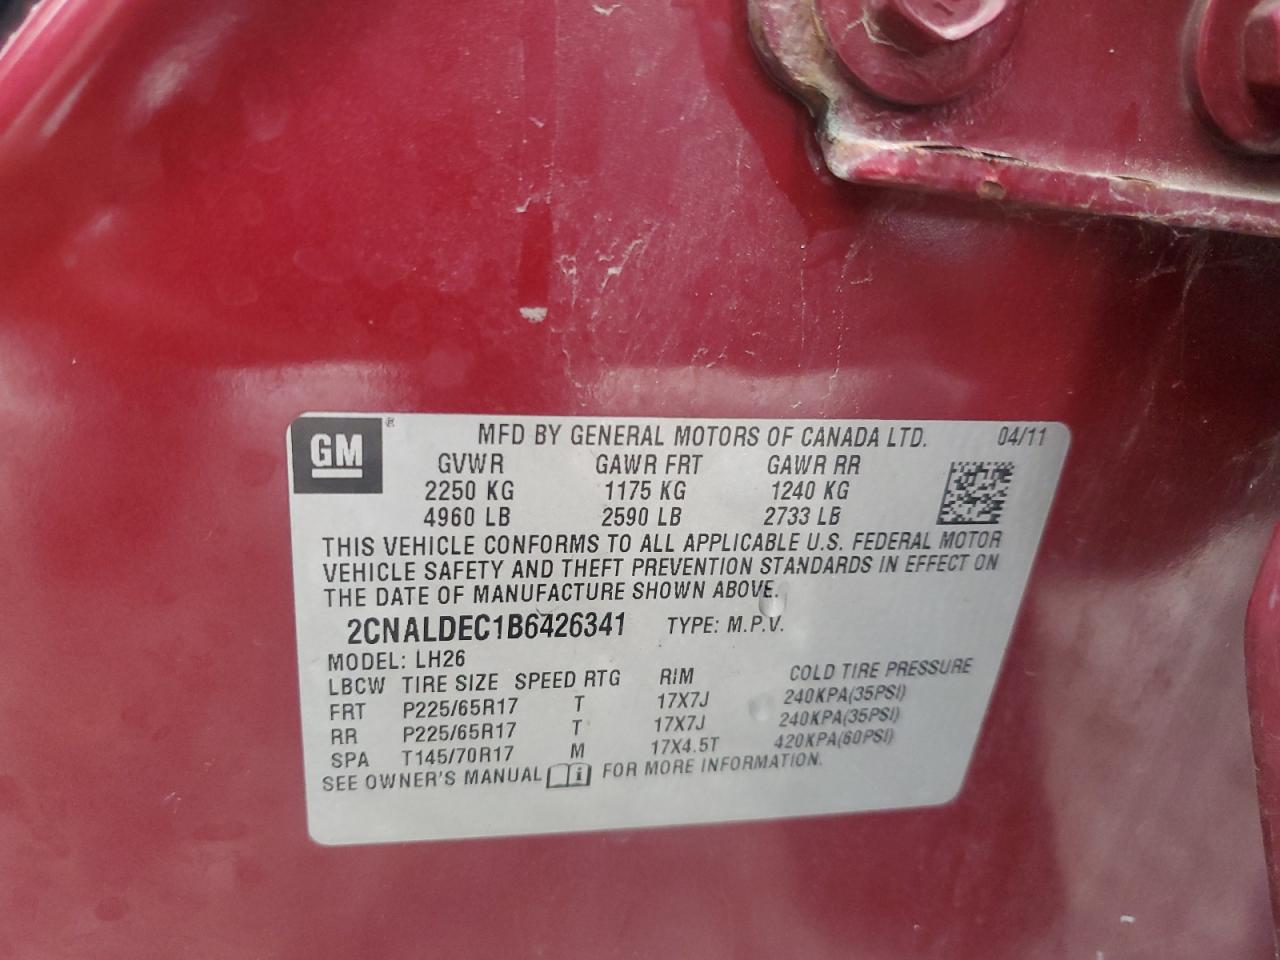 GM ®
MFD BY GENERAL MOTORS OF CANADA LTD. 04/11
GVWR GAWR FRT GAWR RR
2250 KG 1175 KG 1240 KG
4960 LB 2590 LB 2733 LB
THIS VEHICLE CONFORMS TO ALL APPLICABLE U.S. FEDERAL MOTOR
VEHICLE SAFETY AND THEFT PREVENTION STANDARDS IN EFFECT ON
THE DATE OF MANUFACTURE SHOWN ABOVE.
2CNALDEC1B6426341 TYPE: M.P.V.
MODEL: LH26
LBCW TIRE SIZE SPEED RTG RIM COLD TIRE PRESSURE
FRT P225/65R17 T 17X7J 240KPA(35PSI)
RR P225/65R17 T 17X7J 240KPA(35PSI)
SPA T145/70R17 M 17X4.5T 420KPA(60PSI)
SEE OWNER'S MANUAL i FOR MORE INFORMATION.